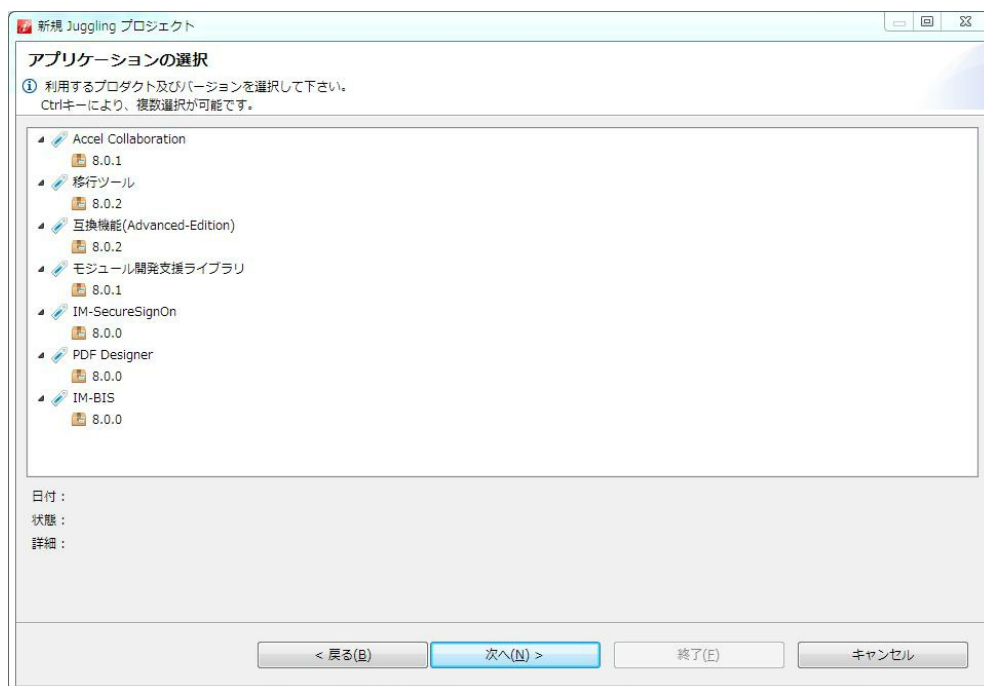 新規 Juggling プロジェクト
アプリケーションの選択
利用するプロダクト及びバージョンを選択して下さい。
Ctrlキーにより、複数選択が可能です。
Accel Collaboration
8.0.1
移行ツール
8.0.2
互換機能(Advanced-Edition)
8.0.2
モジュール開発支援ライブラリ
8.0.1
IM-SecureSignOn
8.0.0
PDF Designer
8.0.0
IM-BIS
8.0.0
日付：
状態：
詳細：
< 戻る(B) 次へ(N) > 終了(F) キャンセル